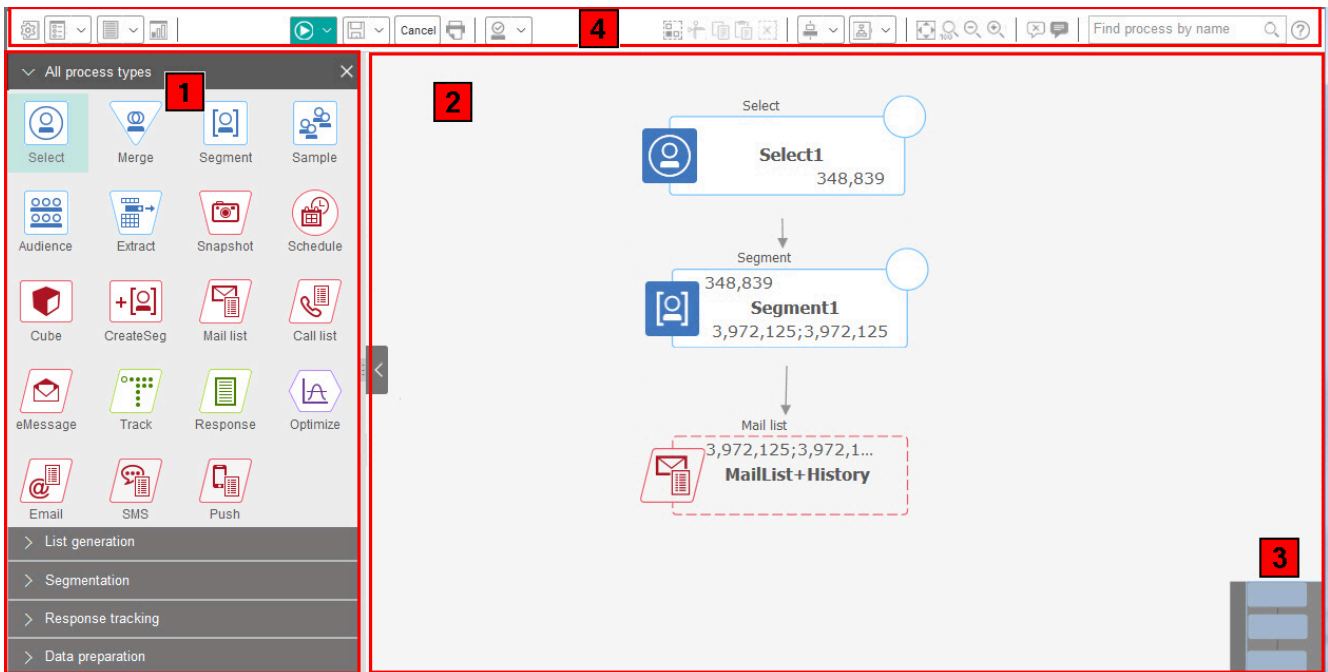 Cancel
4
100
Find process by name
?
All process types
1
Select
Merge
Segment
Sample
Audience
Extract
Snapshot
Schedule
Cube
CreateSeg
Mail list
Call list
eMessage
Track
Response
Optimize
Email
SMS
Push
List generation
Segmentation
Response tracking
Data preparation
2
Select
Select1
348,839
Segment
348,839
Segment1
3,972,125;3,972,125
Mail list
3,972,125;3,972,1...
MailList+History
3